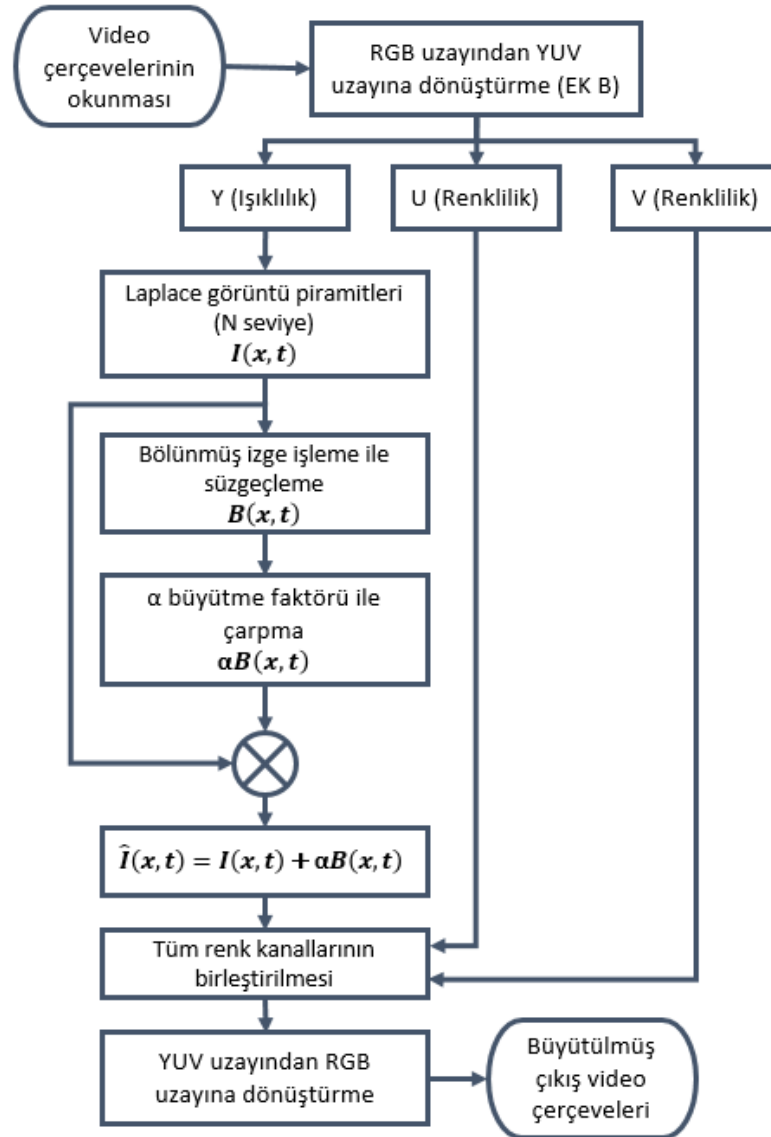 Video
çerçevelerinin
okunması
RGB uzayından YUV
uzayına dönüştürme (EK B)
Y (Işıklılık)
U (Renklilik)
V (Renklilik)
Laplace görüntü piramitleri
(N seviye)
I(x, t)
Bölünmüş izge işleme ile
süzgeçleme
B(x, t)
α büyütme faktörü ile
çarpma
αB(x, t)
Î(x, t) = I(x, t) + αB(x, t)
Tüm renk kanallarının
birleştirilmesi
YUV uzayından RGB
uzayına dönüştürme
Büyütülmüş
çıkış video
çerçeveleri